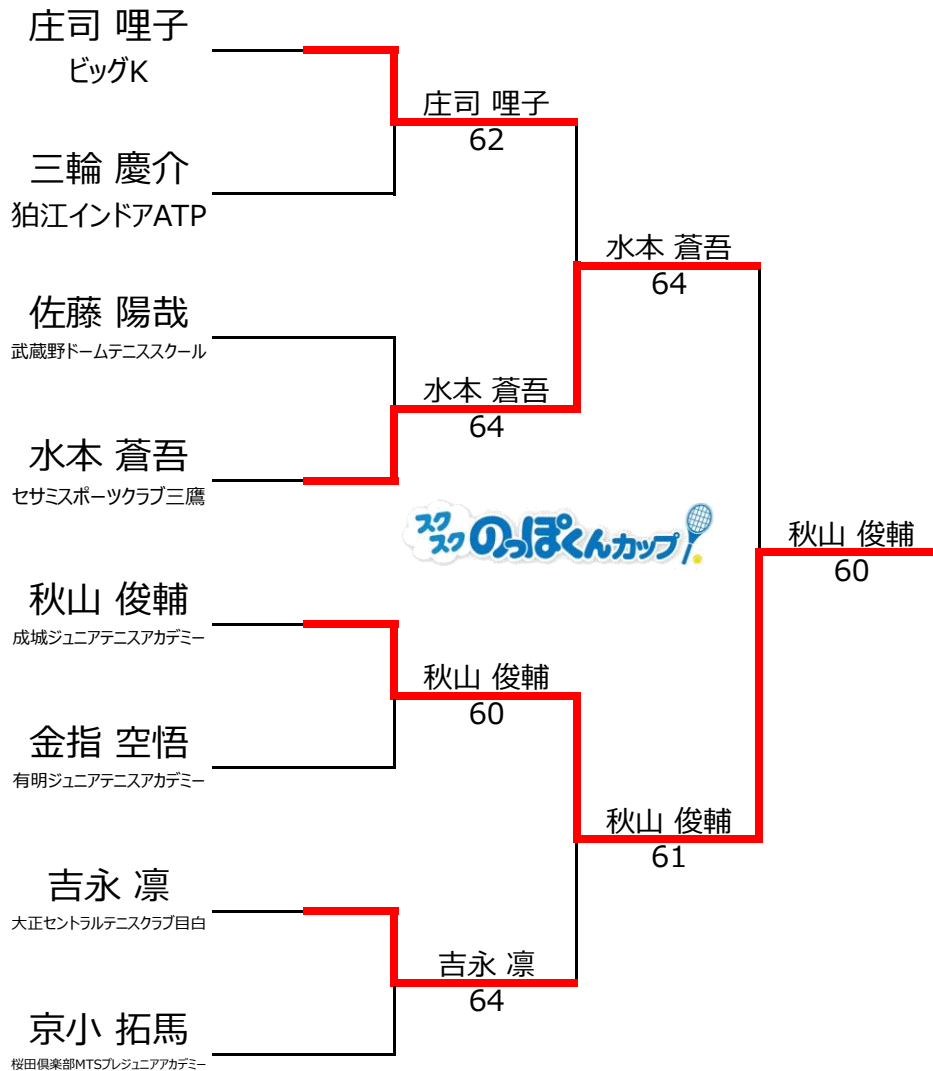 庄司 哩子
ビッグK
庄司 哩子
62
三輪 慶介
狛江インドアATP
水本 蒼吾
64
佐藤 陽哉
武蔵野ドームテニススクール
水本 蒼吾
64
水本 蒼吾
セサミスポーツクラブ三鷹
スクスク のっぽくんカップ
秋山 俊輔
60
秋山 俊輔
成城ジュニアテニスアカデミー
秋山 俊輔
60
金指 空悟
有明ジュニアテニスアカデミー
秋山 俊輔
61
吉永 凛
大正セントラルテニスクラブ目白
吉永 凛
64
京小 拓馬
桜田倶楽部MTSプレジュニアアカデミー